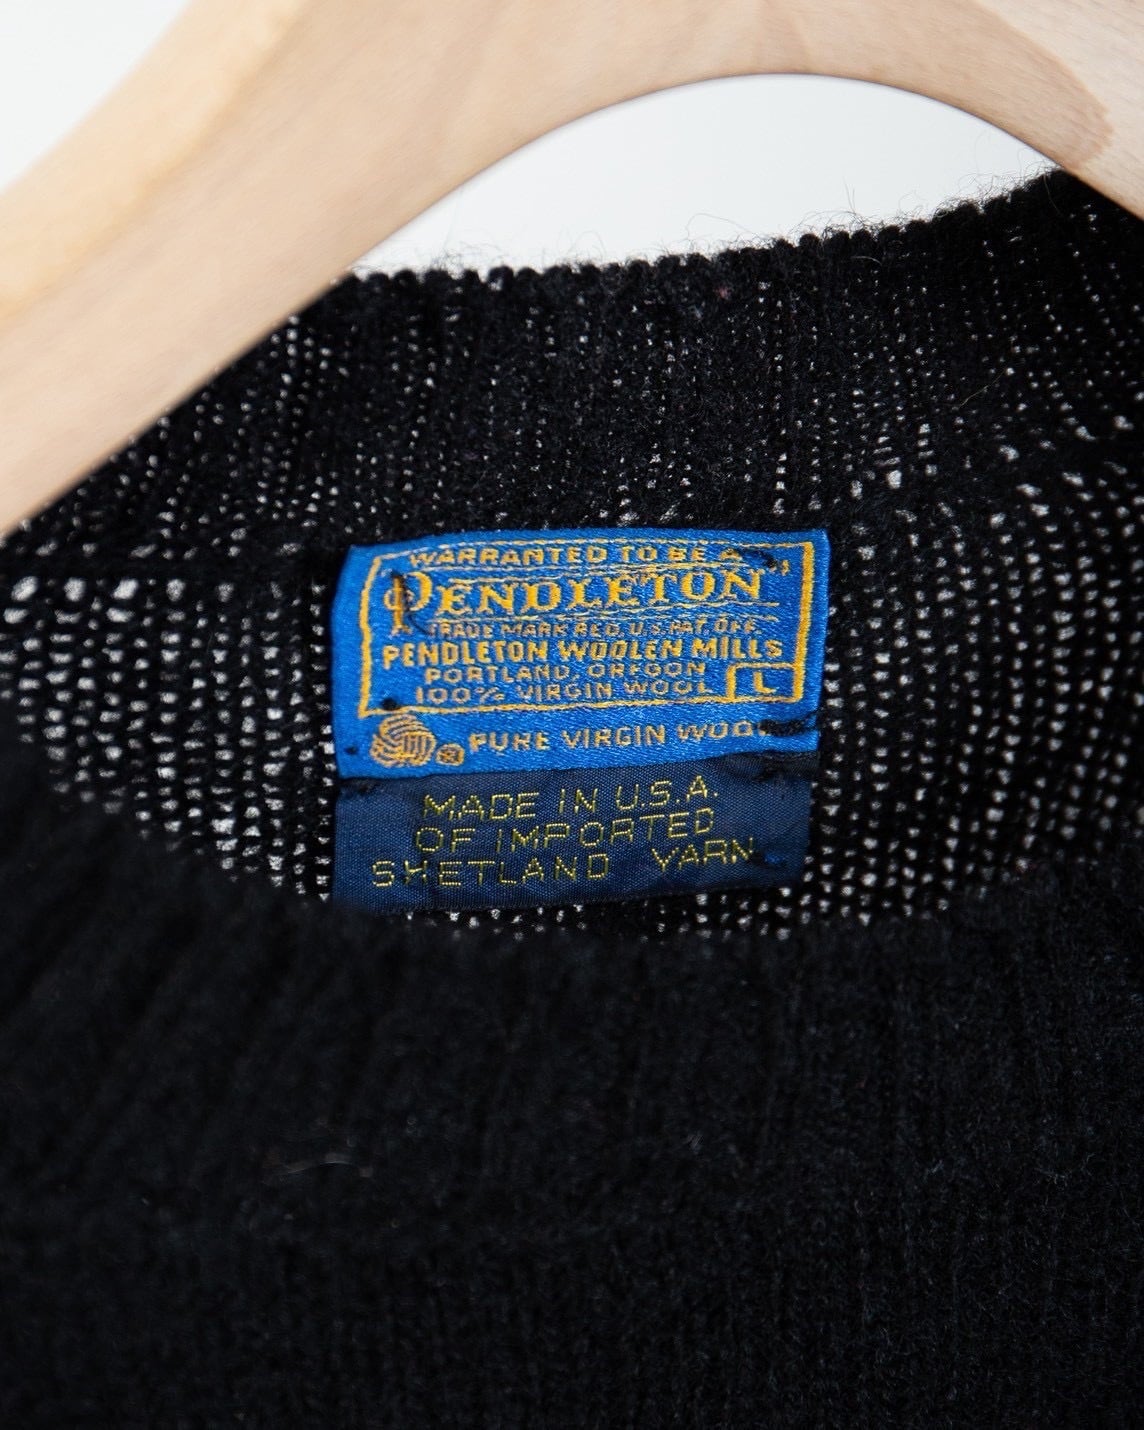 WARRANTED TO BE A
PENDLETON
TRADE MARK REG. U.S. PAT. OFF.
PENDLETON WOOLEN MILLS
PORTLAND, OREGON
100% VIRGIN WOOL L
® PURE VIRGIN WOOL
MADE IN U.S.A.
OF IMPORTED
SHETLAND YARN